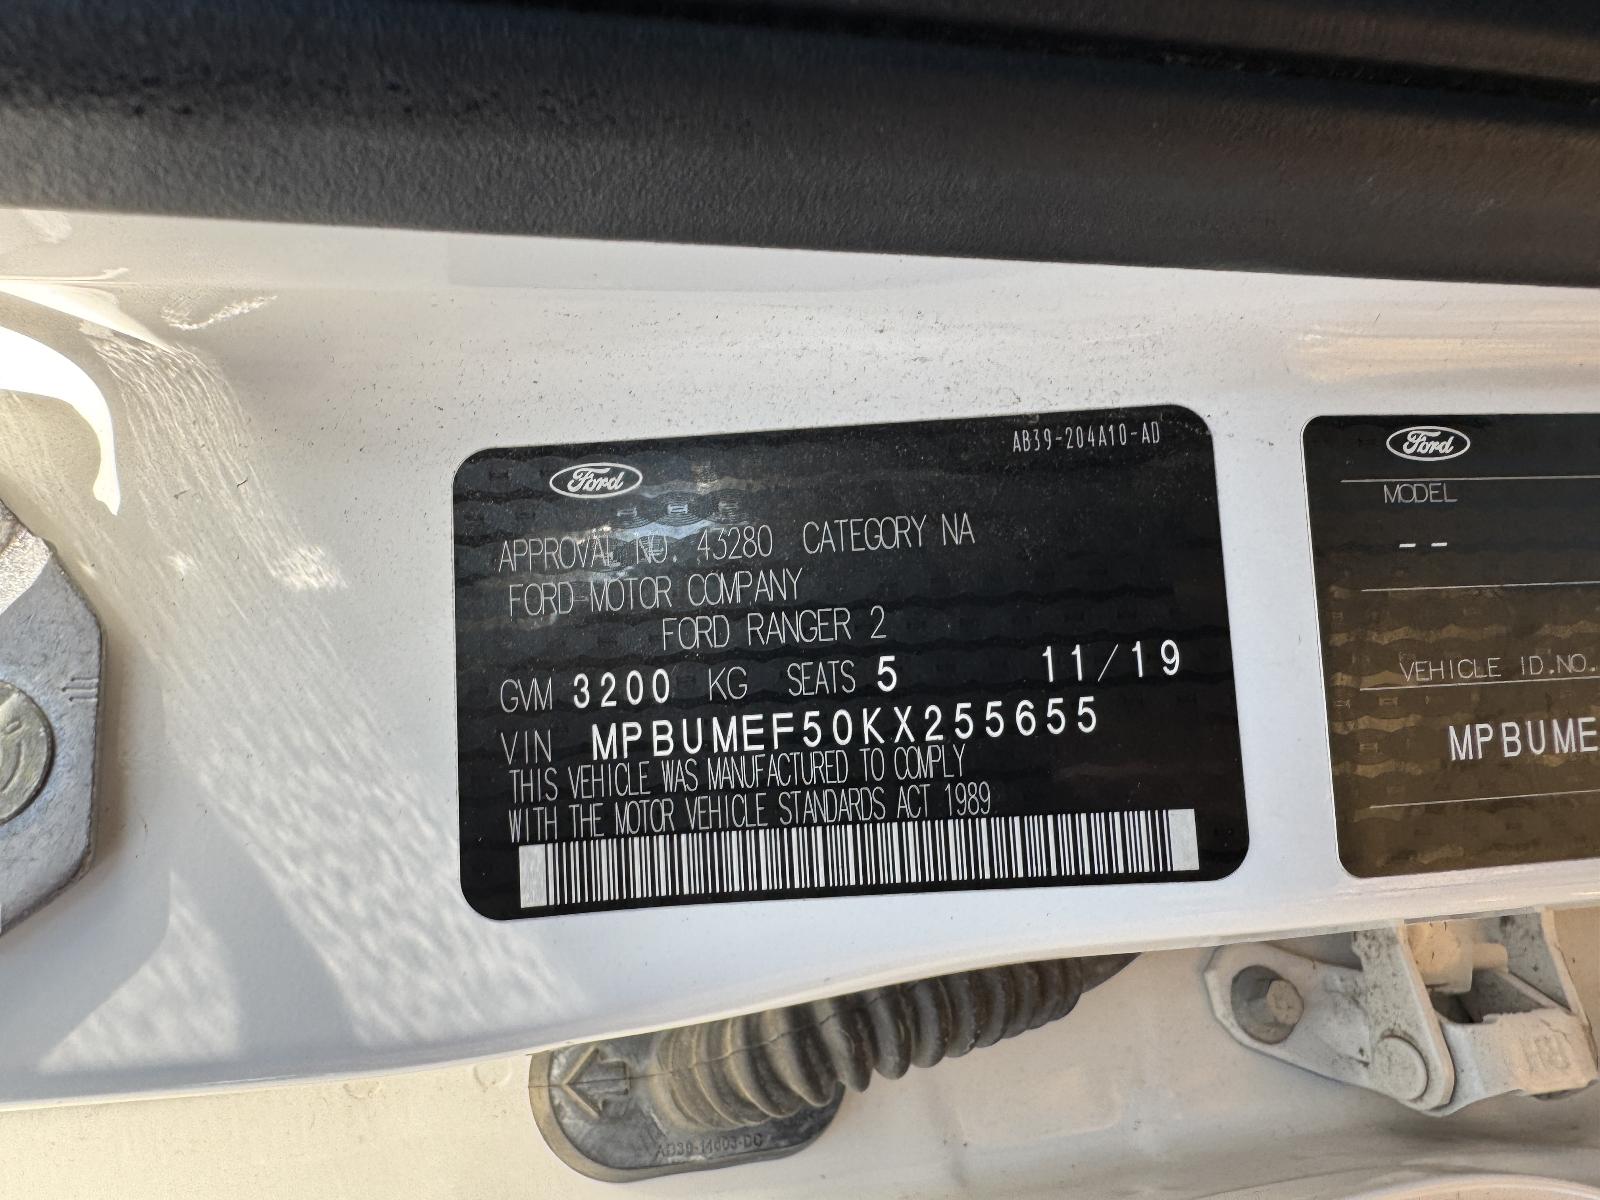 AB39-204A10-AD
Ford
APPROVAL NO. 43280 CATEGORY NA
FORD MOTOR COMPANY
FORD RANGER 2
GVM 3200 KG SEATS 5 11/19
VIN MPBUMEF50KX255655
THIS VEHICLE WAS MANUFACTURED TO COMPLY
WITH THE MOTOR VEHICLE STANDARDS ACT 1989
Ford
MODEL
--
VEHICLE ID.NO.
MPBUME